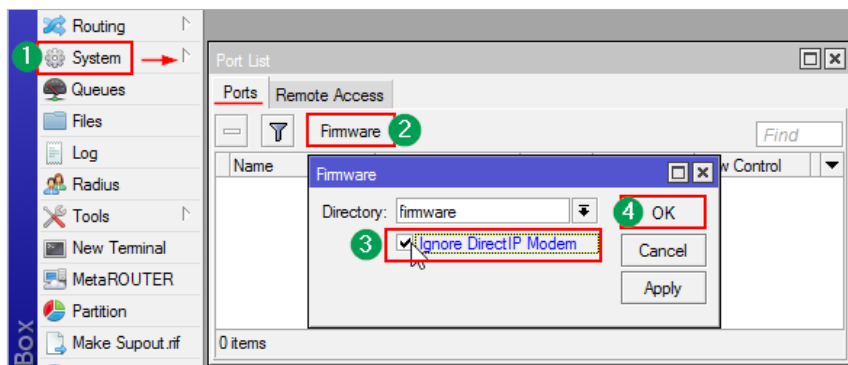 Routing
1
System
Queues
Files
Log
Radius
Tools
New Terminal
MetaROUTER
Partition
Make Supout.rif
Box
Port List
Ports Remote Access
Firmware 2
Find
Name
w Control
Firmware
Directory: firmware
3 Ignore DirectIP Modem
4 OK
Cancel
Apply
0 items